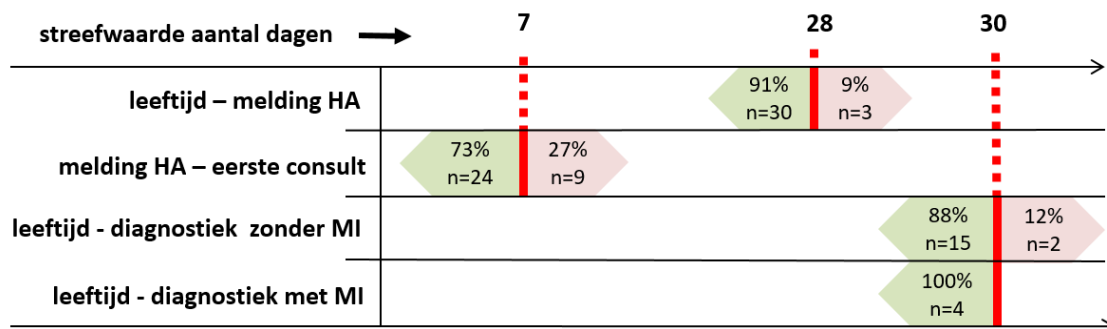 streefwaarde aantal dagen
7
28
30
leeftijd – melding HA
91%
n=30
9%
n=3
melding HA – eerste consult
73%
n=24
27%
n=9
leeftijd - diagnostiek zonder MI
88%
n=15
12%
n=2
leeftijd - diagnostiek met MI
100%
n=4